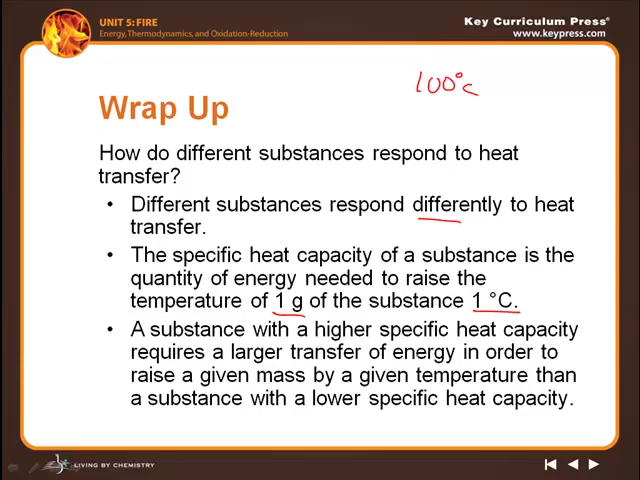 UNIT 5: FIRE
Energy, Thermodynamics, and Oxidation-Reduction
Key Curriculum Press®
www.keypress.com
100°C
Wrap Up
How do different substances respond to heat
transfer?
• Different substances respond differently to heat
transfer.
• The specific heat capacity of a substance is the
quantity of energy needed to raise the
temperature of 1 g of the substance 1 °C.
• A substance with a higher specific heat capacity
requires a larger transfer of energy in order to
raise a given mass by a given temperature than
a substance with a lower specific heat capacity.
LIVING BY CHEMISTRY